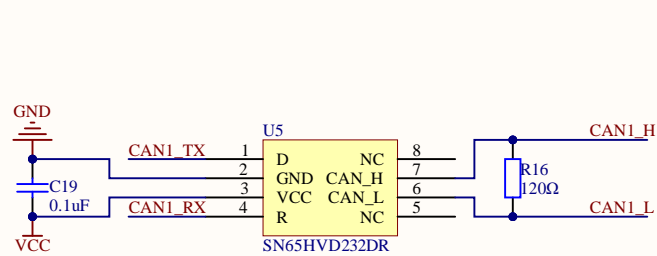 GND
U5
CAN1_TX 1 D NC 8 CAN1_H
2 GND CAN_H 7
C19 3 VCC CAN_L 6 R16
0.1uF 120Ω
CAN1_RX 4 R NC 5 CAN1_L
VCC SN65HVD232DR